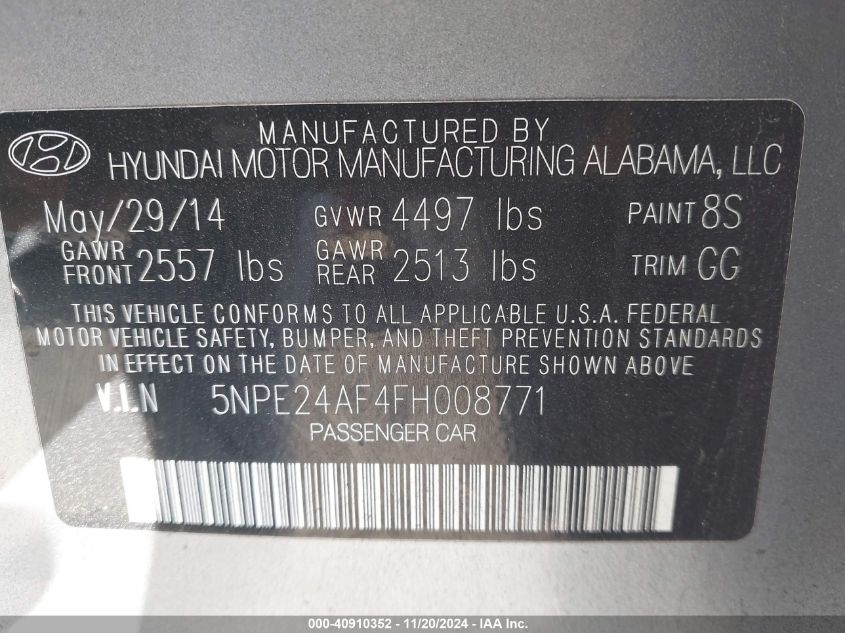 MANUFACTURED BY
HYUNDAI MOTOR MANUFACTURING ALABAMA, LLC
May/29/14 GVWR 4497 lbs PAINT 8S
GAWR FRONT 2557 lbs GAWR REAR 2513 lbs TRIM GG
THIS VEHICLE CONFORMS TO ALL APPLICABLE U.S.A. FEDERAL
MOTOR VEHICLE SAFETY, BUMPER, AND THEFT PREVENTION STANDARDS
IN EFFECT ON THE DATE OF MANUFACTURE SHOWN ABOVE
V.I.N 5NPE24AF4FH008771
PASSENGER CAR
000-40910352 - 11/20/2024 - IAA Inc.